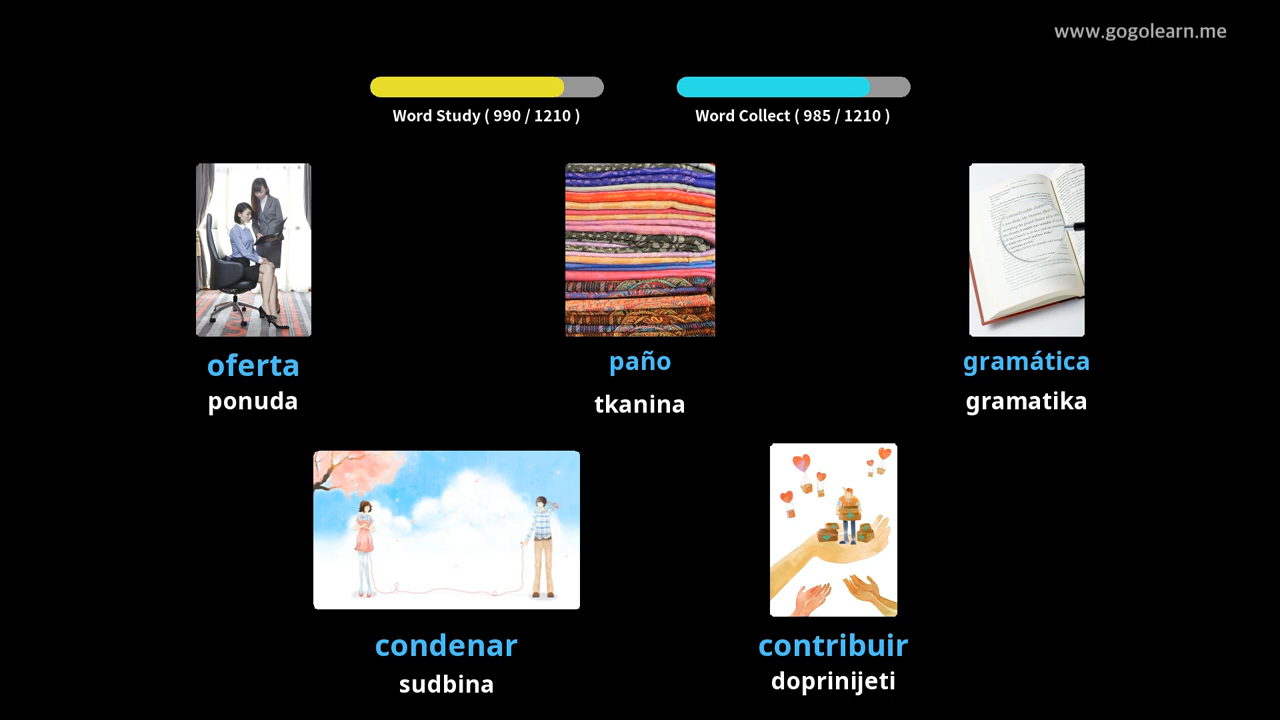 www.gogolearn.me
Word Study ( 990 / 1210 )
Word Collect ( 985 / 1210 )
oferta
ponuda
paño
tkanina
gramática
gramatika
condenar
sudbina
contribuir
doprinijeti